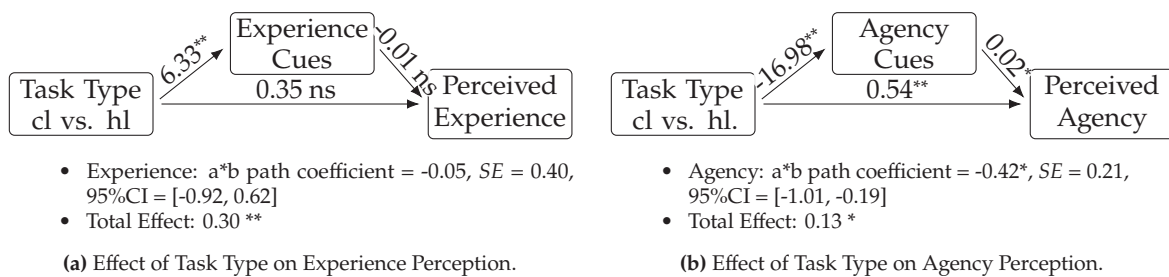 Experience
Cues
6.33**
-0.01 ns
Task Type
cl vs. hl
0.35 ns
Perceived
Experience
• Experience: a*b path coefficient = -0.05, SE = 0.40,
95%CI = [-0.92, 0.62]
• Total Effect: 0.30 **
(a) Effect of Task Type on Experience Perception.
Agency
Cues
-16.98**
0.02*
Task Type
cl vs. hl.
0.54**
Perceived
Agency
• Agency: a*b path coefficient = -0.42*, SE = 0.21,
95%CI = [-1.01, -0.19]
• Total Effect: 0.13 *
(b) Effect of Task Type on Agency Perception.